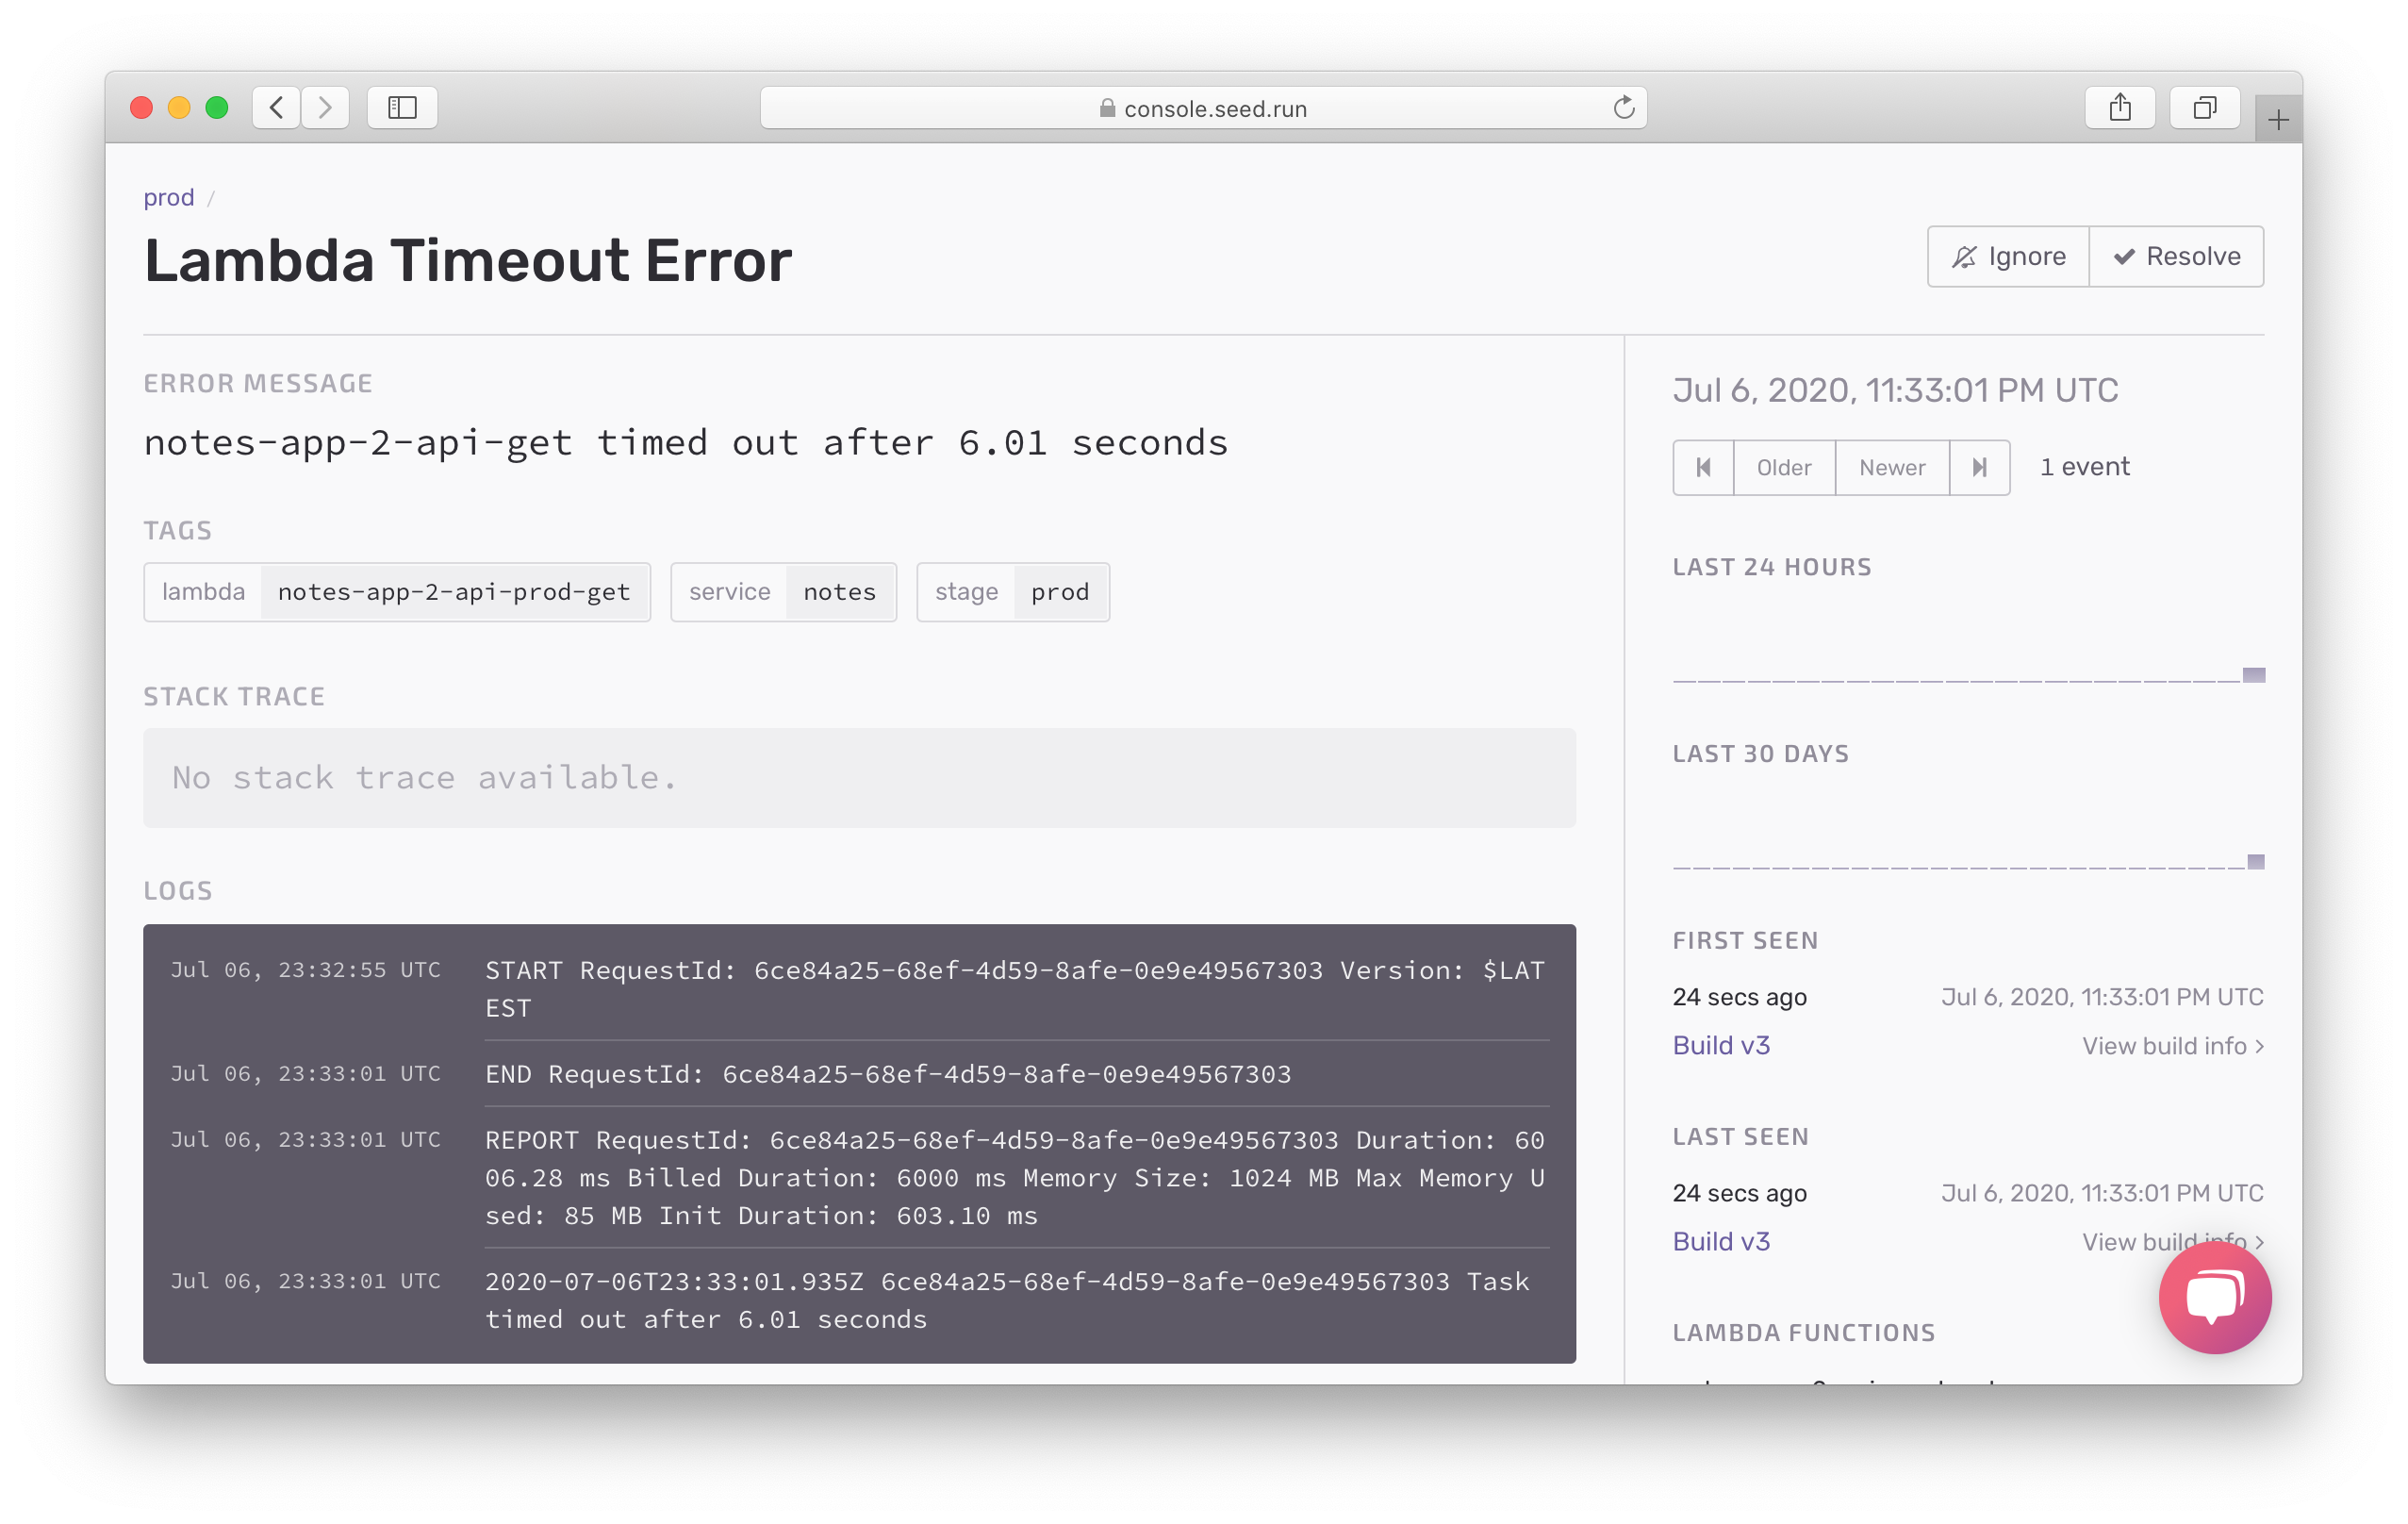 console.seed.run
prod /
Lambda Timeout Error
Ignore
Resolve
ERROR MESSAGE
notes-app-2-api-get timed out after 6.01 seconds
TAGS
lambda notes-app-2-api-prod-get service notes stage prod
STACK TRACE
No stack trace available.
LOGS
Jul 06, 23:32:55 UTC START RequestId: 6ce84a25-68ef-4d59-8afe-0e9e49567303 Version: $LAT
EST
Jul 06, 23:33:01 UTC END RequestId: 6ce84a25-68ef-4d59-8afe-0e9e49567303
Jul 06, 23:33:01 UTC REPORT RequestId: 6ce84a25-68ef-4d59-8afe-0e9e49567303 Duration: 60
06.28 ms Billed Duration: 6000 ms Memory Size: 1024 MB Max Memory U
sed: 85 MB Init Duration: 603.10 ms
Jul 06, 23:33:01 UTC 2020-07-06T23:33:01.935Z 6ce84a25-68ef-4d59-8afe-0e9e49567303 Task
timed out after 6.01 seconds
Jul 6, 2020, 11:33:01 PM UTC
Older Newer 1 event
LAST 24 HOURS
LAST 30 DAYS
FIRST SEEN
24 secs ago Jul 6, 2020, 11:33:01 PM UTC
Build v3 View build info >
LAST SEEN
24 secs ago Jul 6, 2020, 11:33:01 PM UTC
Build v3 View build info >
LAMBDA FUNCTIONS